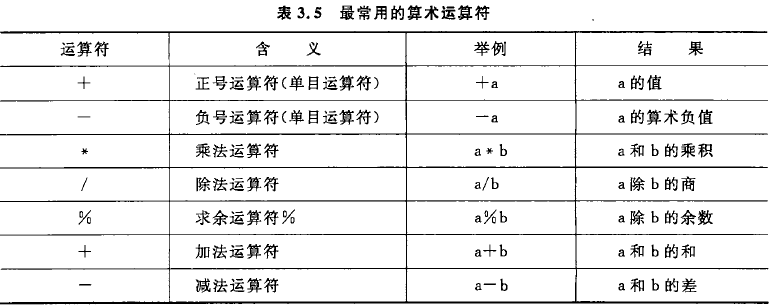 表 3.5 最常用的算术运算符
运算符 含 义 举例 结 果
+ 正号运算符(单目运算符) +a a 的值
- 负号运算符(单目运算符) -a a 的算术负值
* 乘法运算符 a * b a 和 b 的乘积
/ 除法运算符 a/b a 除 b 的商
% 求余运算符% a%b a 除 b 的余数
+ 加法运算符 a+b a 和 b 的和
- 减法运算符 a-b a 和 b 的差